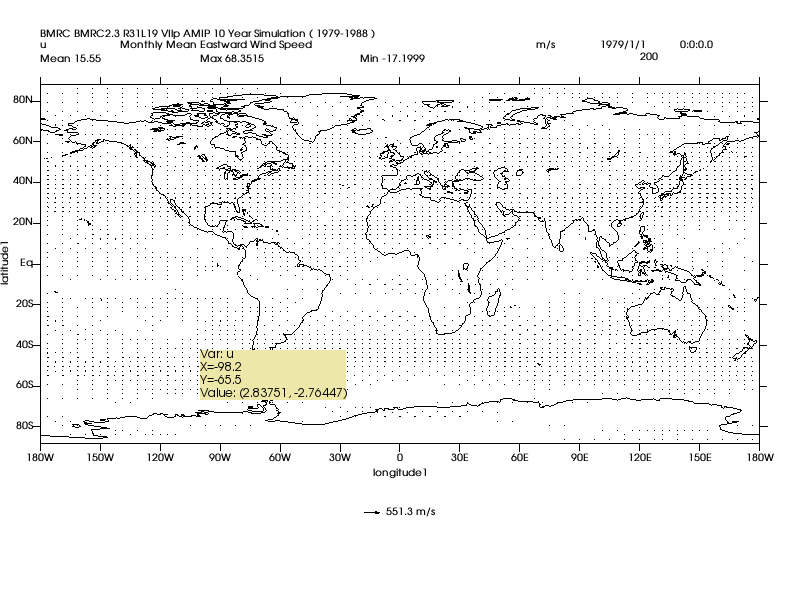 BMRC BMRC2.3 R31L19 VIIp AMIP 10 Year Simulation ( 1979-1988 )
u Monthly Mean Eastward Wind Speed m/s 1979/1/1 0:0:0.0
Mean 15.55 Max 68.3515 Min -17.1999 200
80N
60N
40N
20N
Eq
20S
40S
60S
80S
latitude1
Var: u
X=-98.2
Y=-65.5
Value: (2.83751, -2.76447)
180W 150W 120W 90W 60W 30W 0 30E 60E 90E 120E 150E 180W
longitude1
551.3 m/s